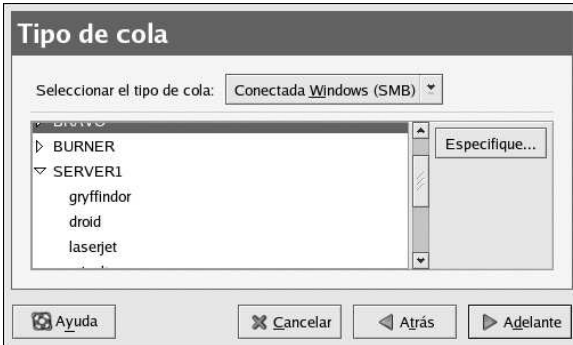 Tipo de cola
Seleccionar el tipo de cola: Conectada Windows (SMB)
BRAVO
BURNER
Especifique...
SERVER1
gryffindor
droid
laserjet
Ayuda
Cancelar
Atrás
Adelante